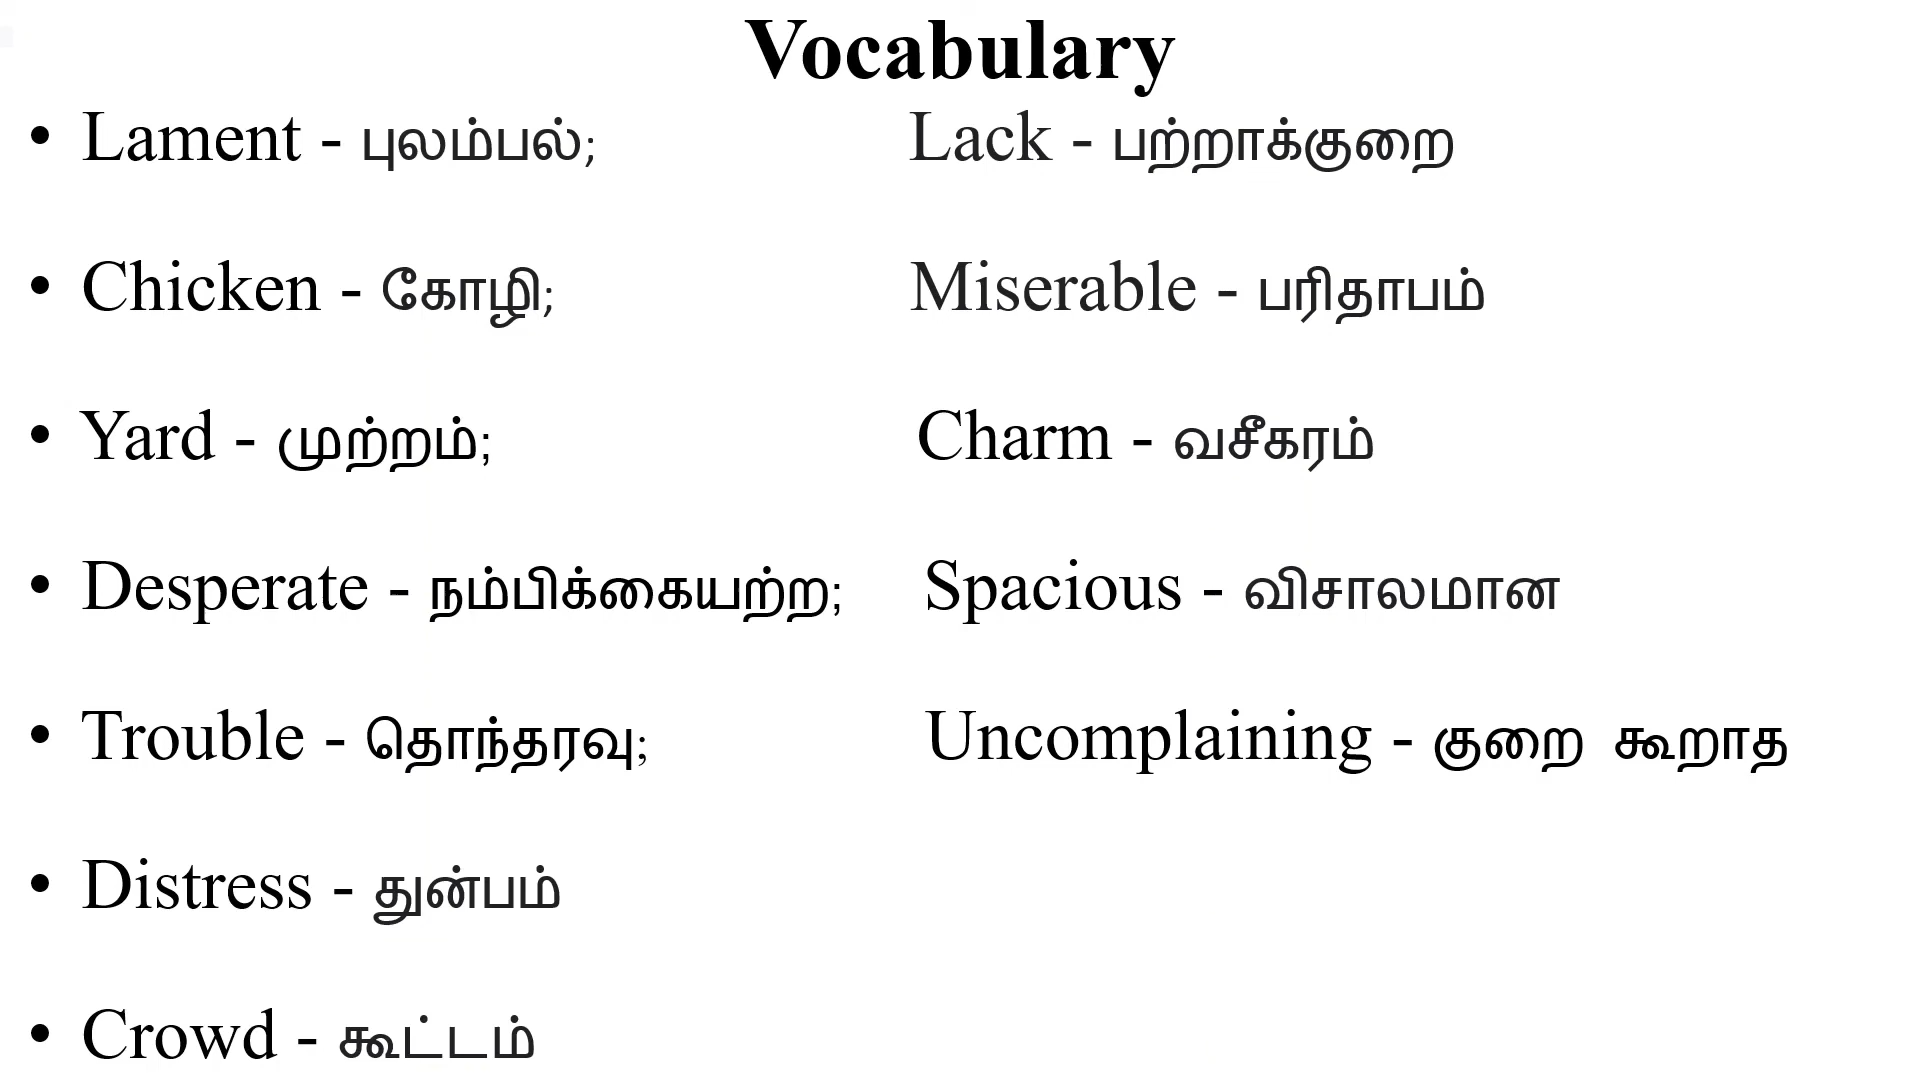 Vocabulary
• Lament - புலம்பல்; Lack - பற்றாக்குறை
• Chicken - கோழி; Miserable - பரிதாபம்
• Yard - முற்றம்; Charm - வசீகரம்
• Desperate - நம்பிக்கையற்ற; Spacious - விசாலமான
• Trouble - தொந்தரவு; Uncomplaining - குறை கூறாத
• Distress - துன்பம்
• Crowd - கூட்டம்